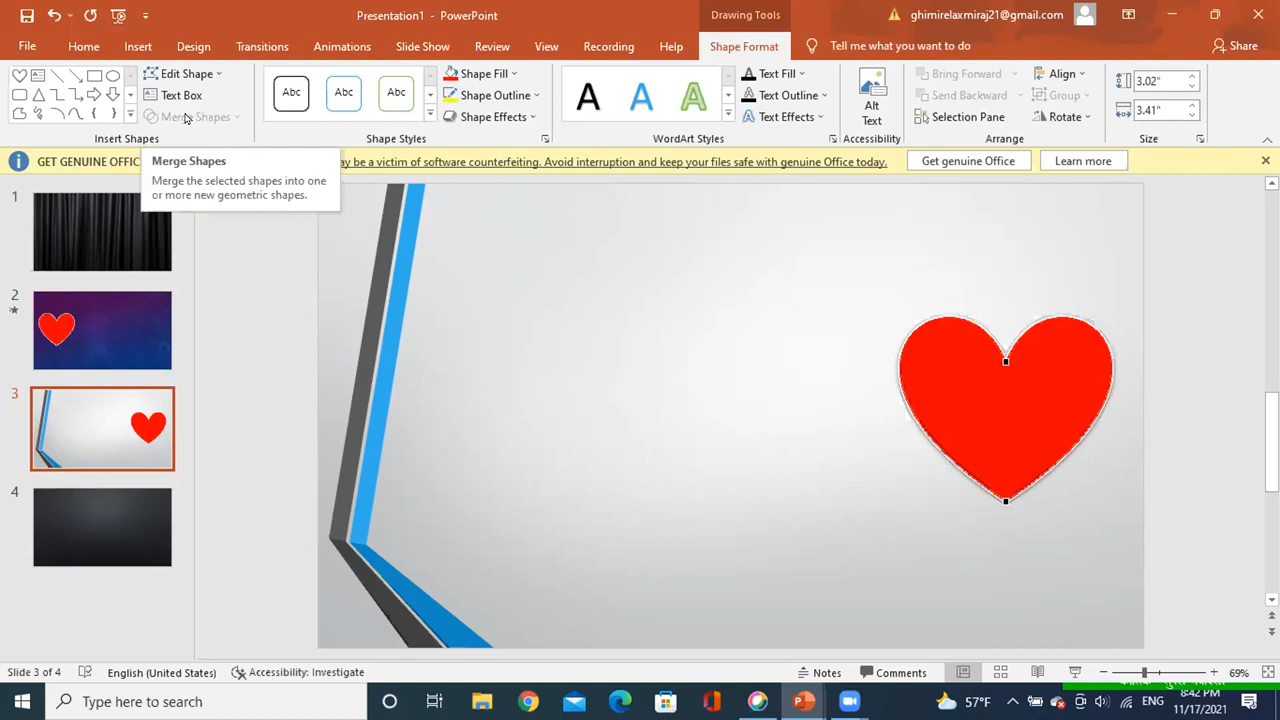 Presentation1 - PowerPoint
Drawing Tools
ghimirelaxmiraj21@gmail.com
File
Home
Insert
Design
Transitions
Animations
Slide Show
Review
View
Recording
Help
Shape Format
Tell me what you want to do
Share
Edit Shape
Text Box
Merge Shapes
Insert Shapes
Abc
Abc
Abc
Shape Fill
Shape Outline
Shape Effects
Shape Styles
A
A
A
Text Fill
Text Outline
Text Effects
WordArt Styles
Alt
Text
Accessibility
Bring Forward
Send Backward
Selection Pane
Align
Group
Rotate
Arrange
3.02"
3.41"
Size
GET GENUINE OFFIC
ay be a victim of software counterfeiting. Avoid interruption and keep your files safe with genuine Office today.
Get genuine Office
Learn more
Merge Shapes
Merge the selected shapes into one
or more new geometric shapes.
1
2
3
4
Slide 3 of 4
English (United States)
Accessibility: Investigate
Notes
Comments
69%
Type here to search
57°F
ENG
8:42 PM
11/17/2021